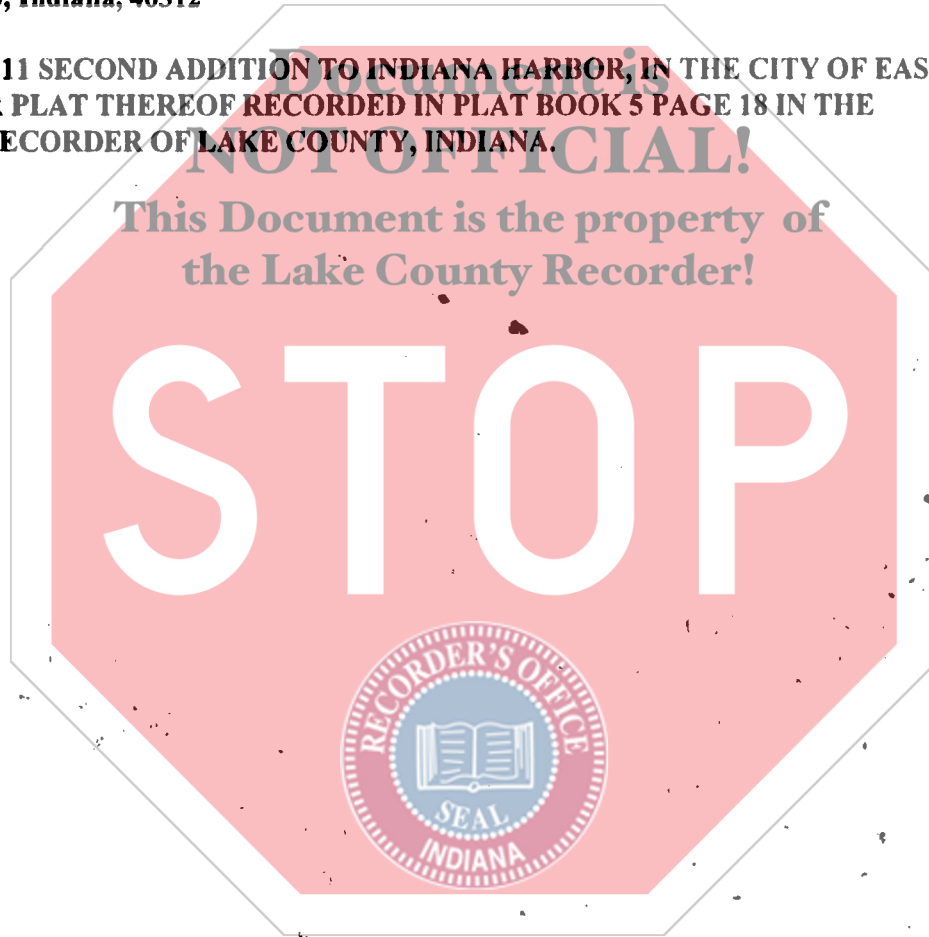 Indiana, 46312
11 SECOND ADDITION TO INDIANA HARBOR, IN THE CITY OF EAS
PLAT THEREOF RECORDED IN PLAT BOOK 5 PAGE 18 IN THE
ECORDER OF LAKE COUNTY, INDIANA.
Document is
NOT OFFICIAL!
This Document is the property of
the Lake County Recorder!
STOP
RECORDER'S OFFICE
SEAL
INDIANA